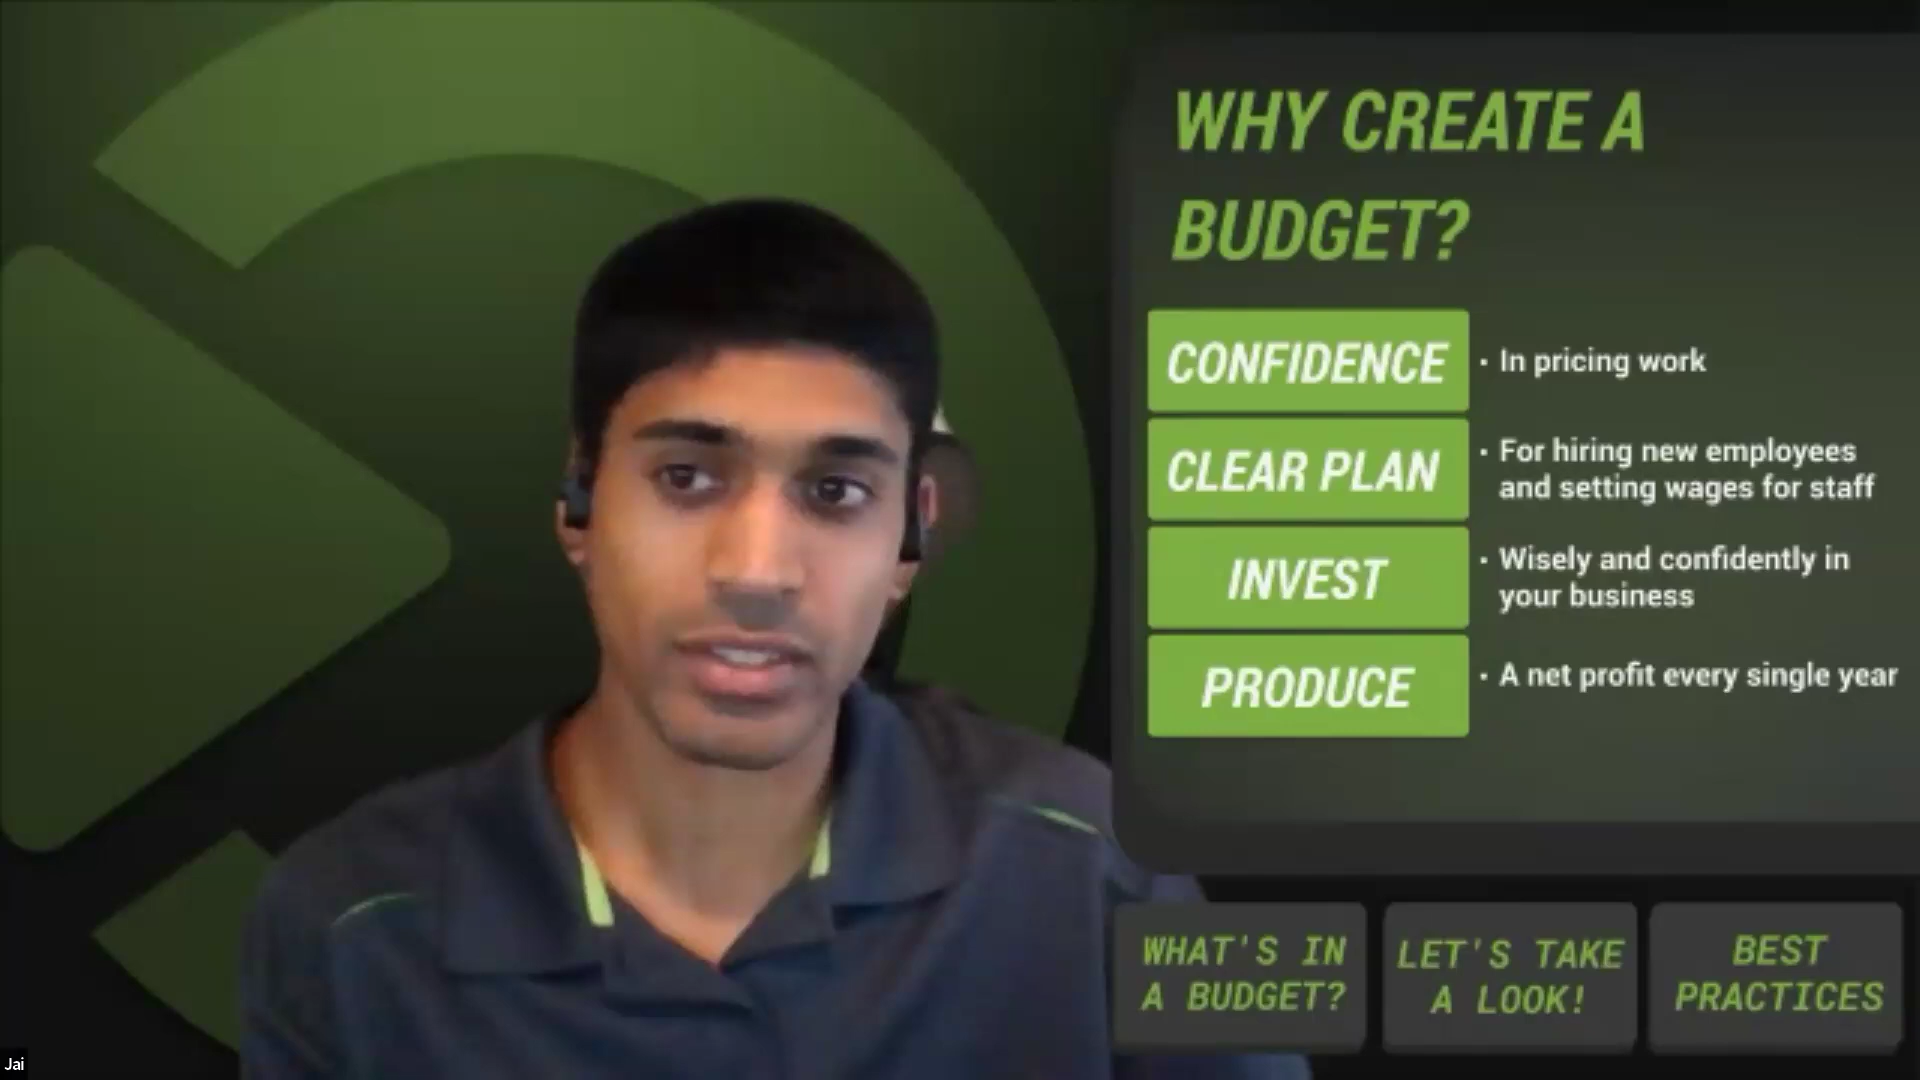 WHY CREATE A
BUDGET?
CONFIDENCE
· In pricing work
CLEAR PLAN
· For hiring new employees
and setting wages for staff
INVEST
· Wisely and confidently in
your business
PRODUCE
· A net profit every single year
WHAT'S IN
A BUDGET?
LET'S TAKE
A LOOK!
BEST
PRACTICES
Jai